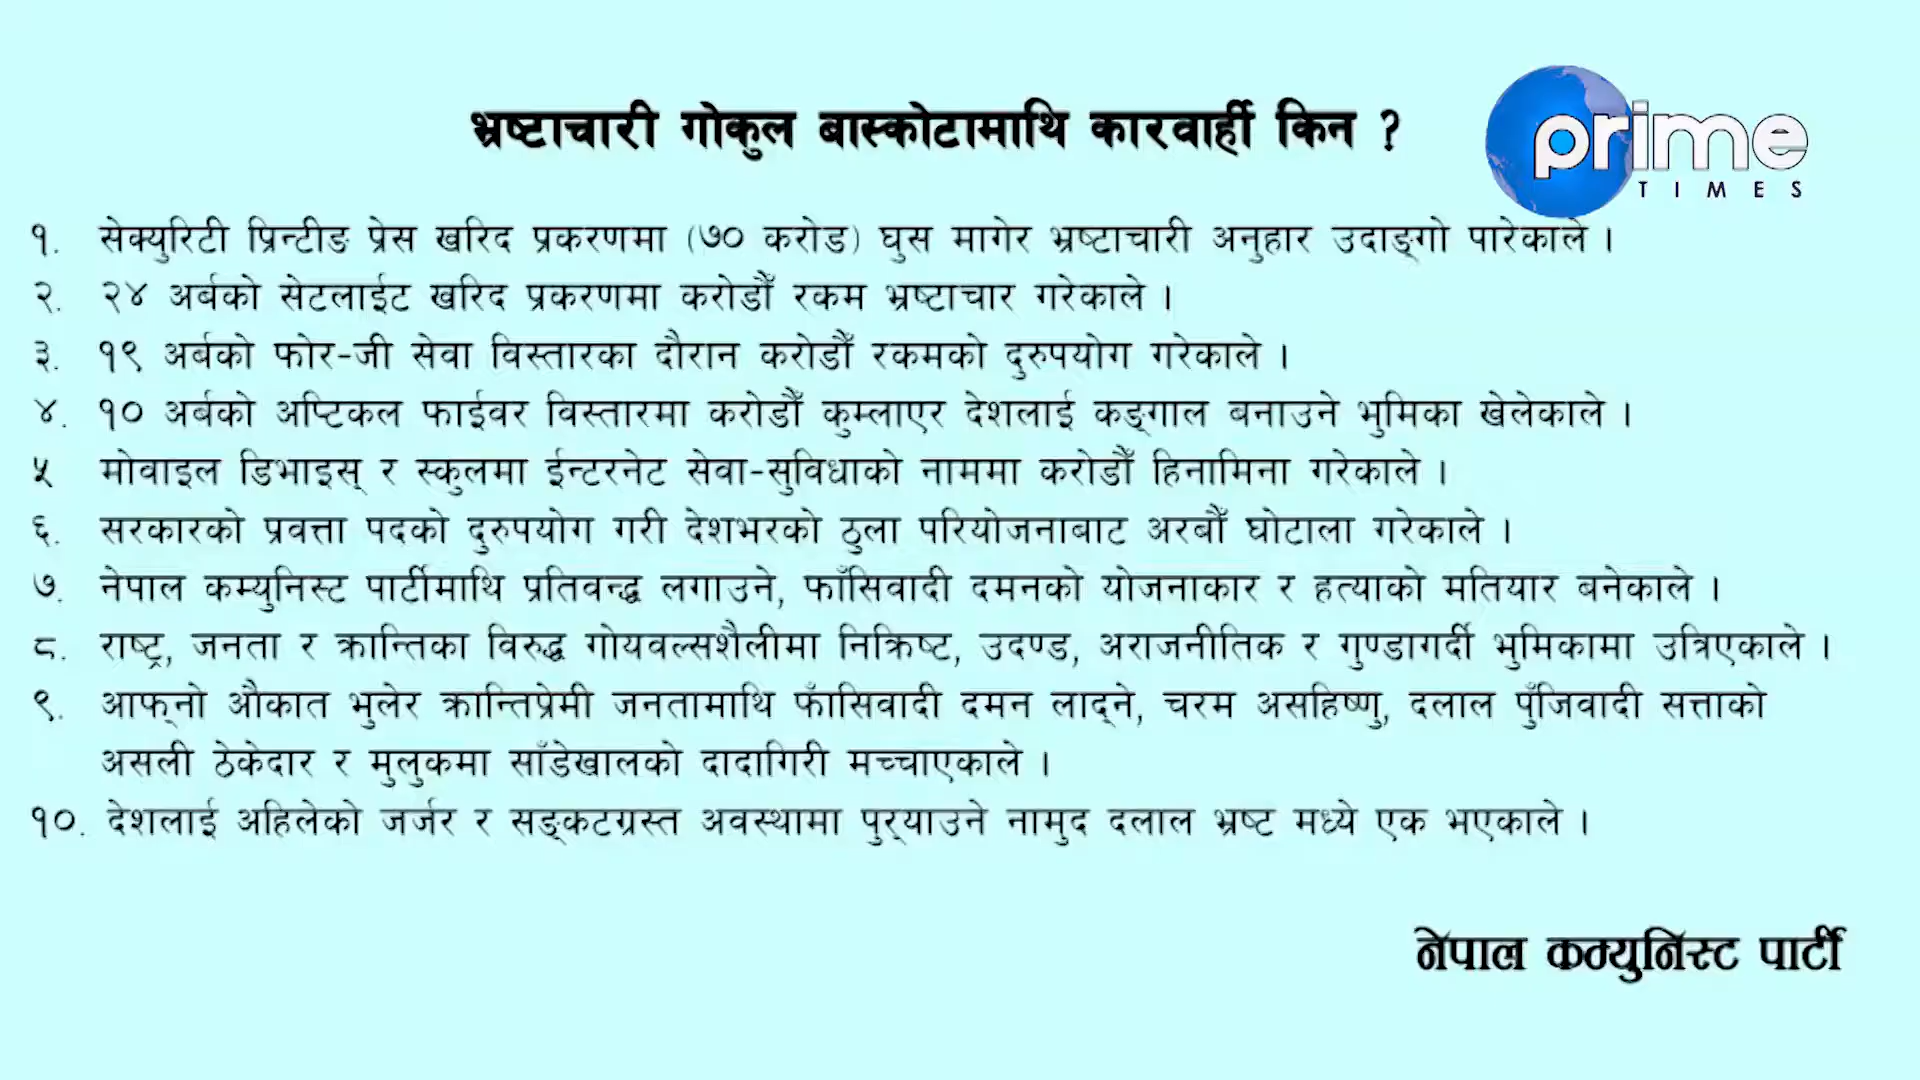 भ्रष्टाचारी गोकुल बास्कोटामाथि कारवार्ही किन ?
prime
TIMES
१. सेक्युरिटी प्रिन्टीङ प्रेस खरिद प्रकरणमा (७० करोड) घुस मागेर भ्रष्टाचारी अनुहार उदाङ्गो पारेकाले ।
२. २४ अर्बको सेटलाईट खरिद प्रकरणमा करोडौँ रकम भ्रष्टाचार गरेकाले ।
३. १९ अर्बको फोर-जी सेवा विस्तारका दौरान करोडौँ रकमको दुरुपयोग गरेकाले ।
४. १० अर्बको अप्टिकल फाईवर विस्तारमा करोडौँ कुम्लाएर देशलाई कङ्गाल बनाउने भुमिका खेलेकाले ।
५ मोवाइल डिभाइस् र स्कुलमा ईन्टरनेट सेवा-सुविधाको नाममा करोडौँ हिनामिना गरेकाले ।
६. सरकारको प्रवत्ता पदको दुरुपयोग गरी देशभरको ठुला परियोजनाबाट अरबौँ घोटाला गरेकाले ।
७. नेपाल कम्युनिस्ट पार्टीमाथि प्रतिवन्द्ध लगाउने, फाँसिवादी दमनको योजनाकार र हत्याको मतियार बनेकाले ।
८. राष्ट्र, जनता र क्रान्तिका विरुद्ध गोयवल्सशैलीमा निक्रिष्ट, उदण्ड, अराजनीतिक र गुण्डागर्दी भुमिकामा उत्रिएकाले ।
९. आफ्नो औकात भुलेर क्रान्तिप्रेमी जनतामाथि फाँसिवादी दमन लाद्ने, चरम असहिष्णु, दलाल पुँजिवादी सत्ताको
असली ठेकेदार र मुलुकमा साँडेखालको दादागिरी मच्चाएकाले ।
१०. देशलाई अहिलेको जर्जर र सङ्कटग्रस्त अवस्थामा पुर्‍याउने नामुद दलाल भ्रष्ट मध्ये एक भएकाले ।
नेपाल कम्युनिस्ट पार्टी